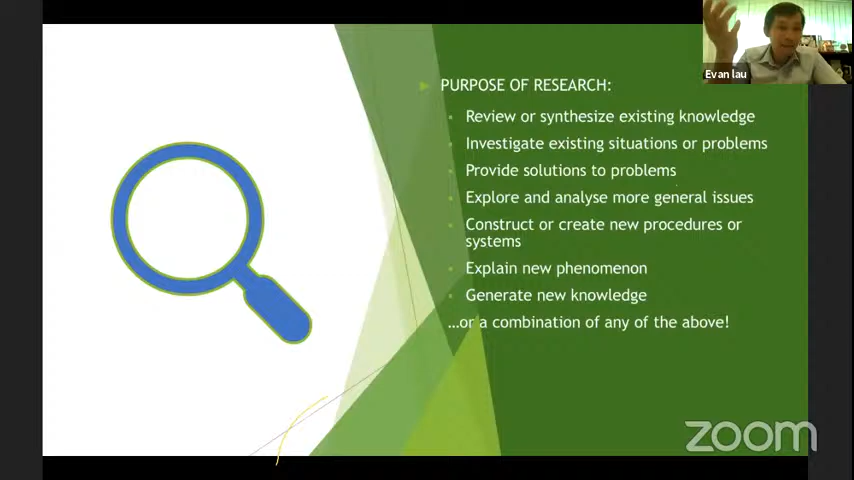 Evan lau
PURPOSE OF RESEARCH:
Review or synthesize existing knowledge
Investigate existing situations or problems
Provide solutions to problems
Explore and analyse more general issues
Construct or create new procedures or
systems
Explain new phenomenon
Generate new knowledge
...or a combination of any of the above!
zoom